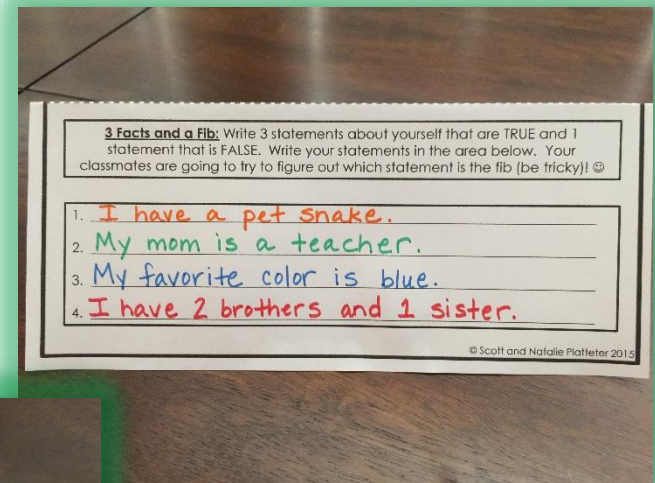 3 Facts and a Fib: Write 3 statements about yourself that are TRUE and 1
statement that is FALSE. Write your statements in the area below. Your
classmates are going to try to figure out which statement is the fib (be tricky)! ☺
1. I have a pet snake.
2. My mom is a teacher.
3. My favorite color is blue.
4. I have 2 brothers and 1 sister.
© Scott and Natalie Platfeter 2015